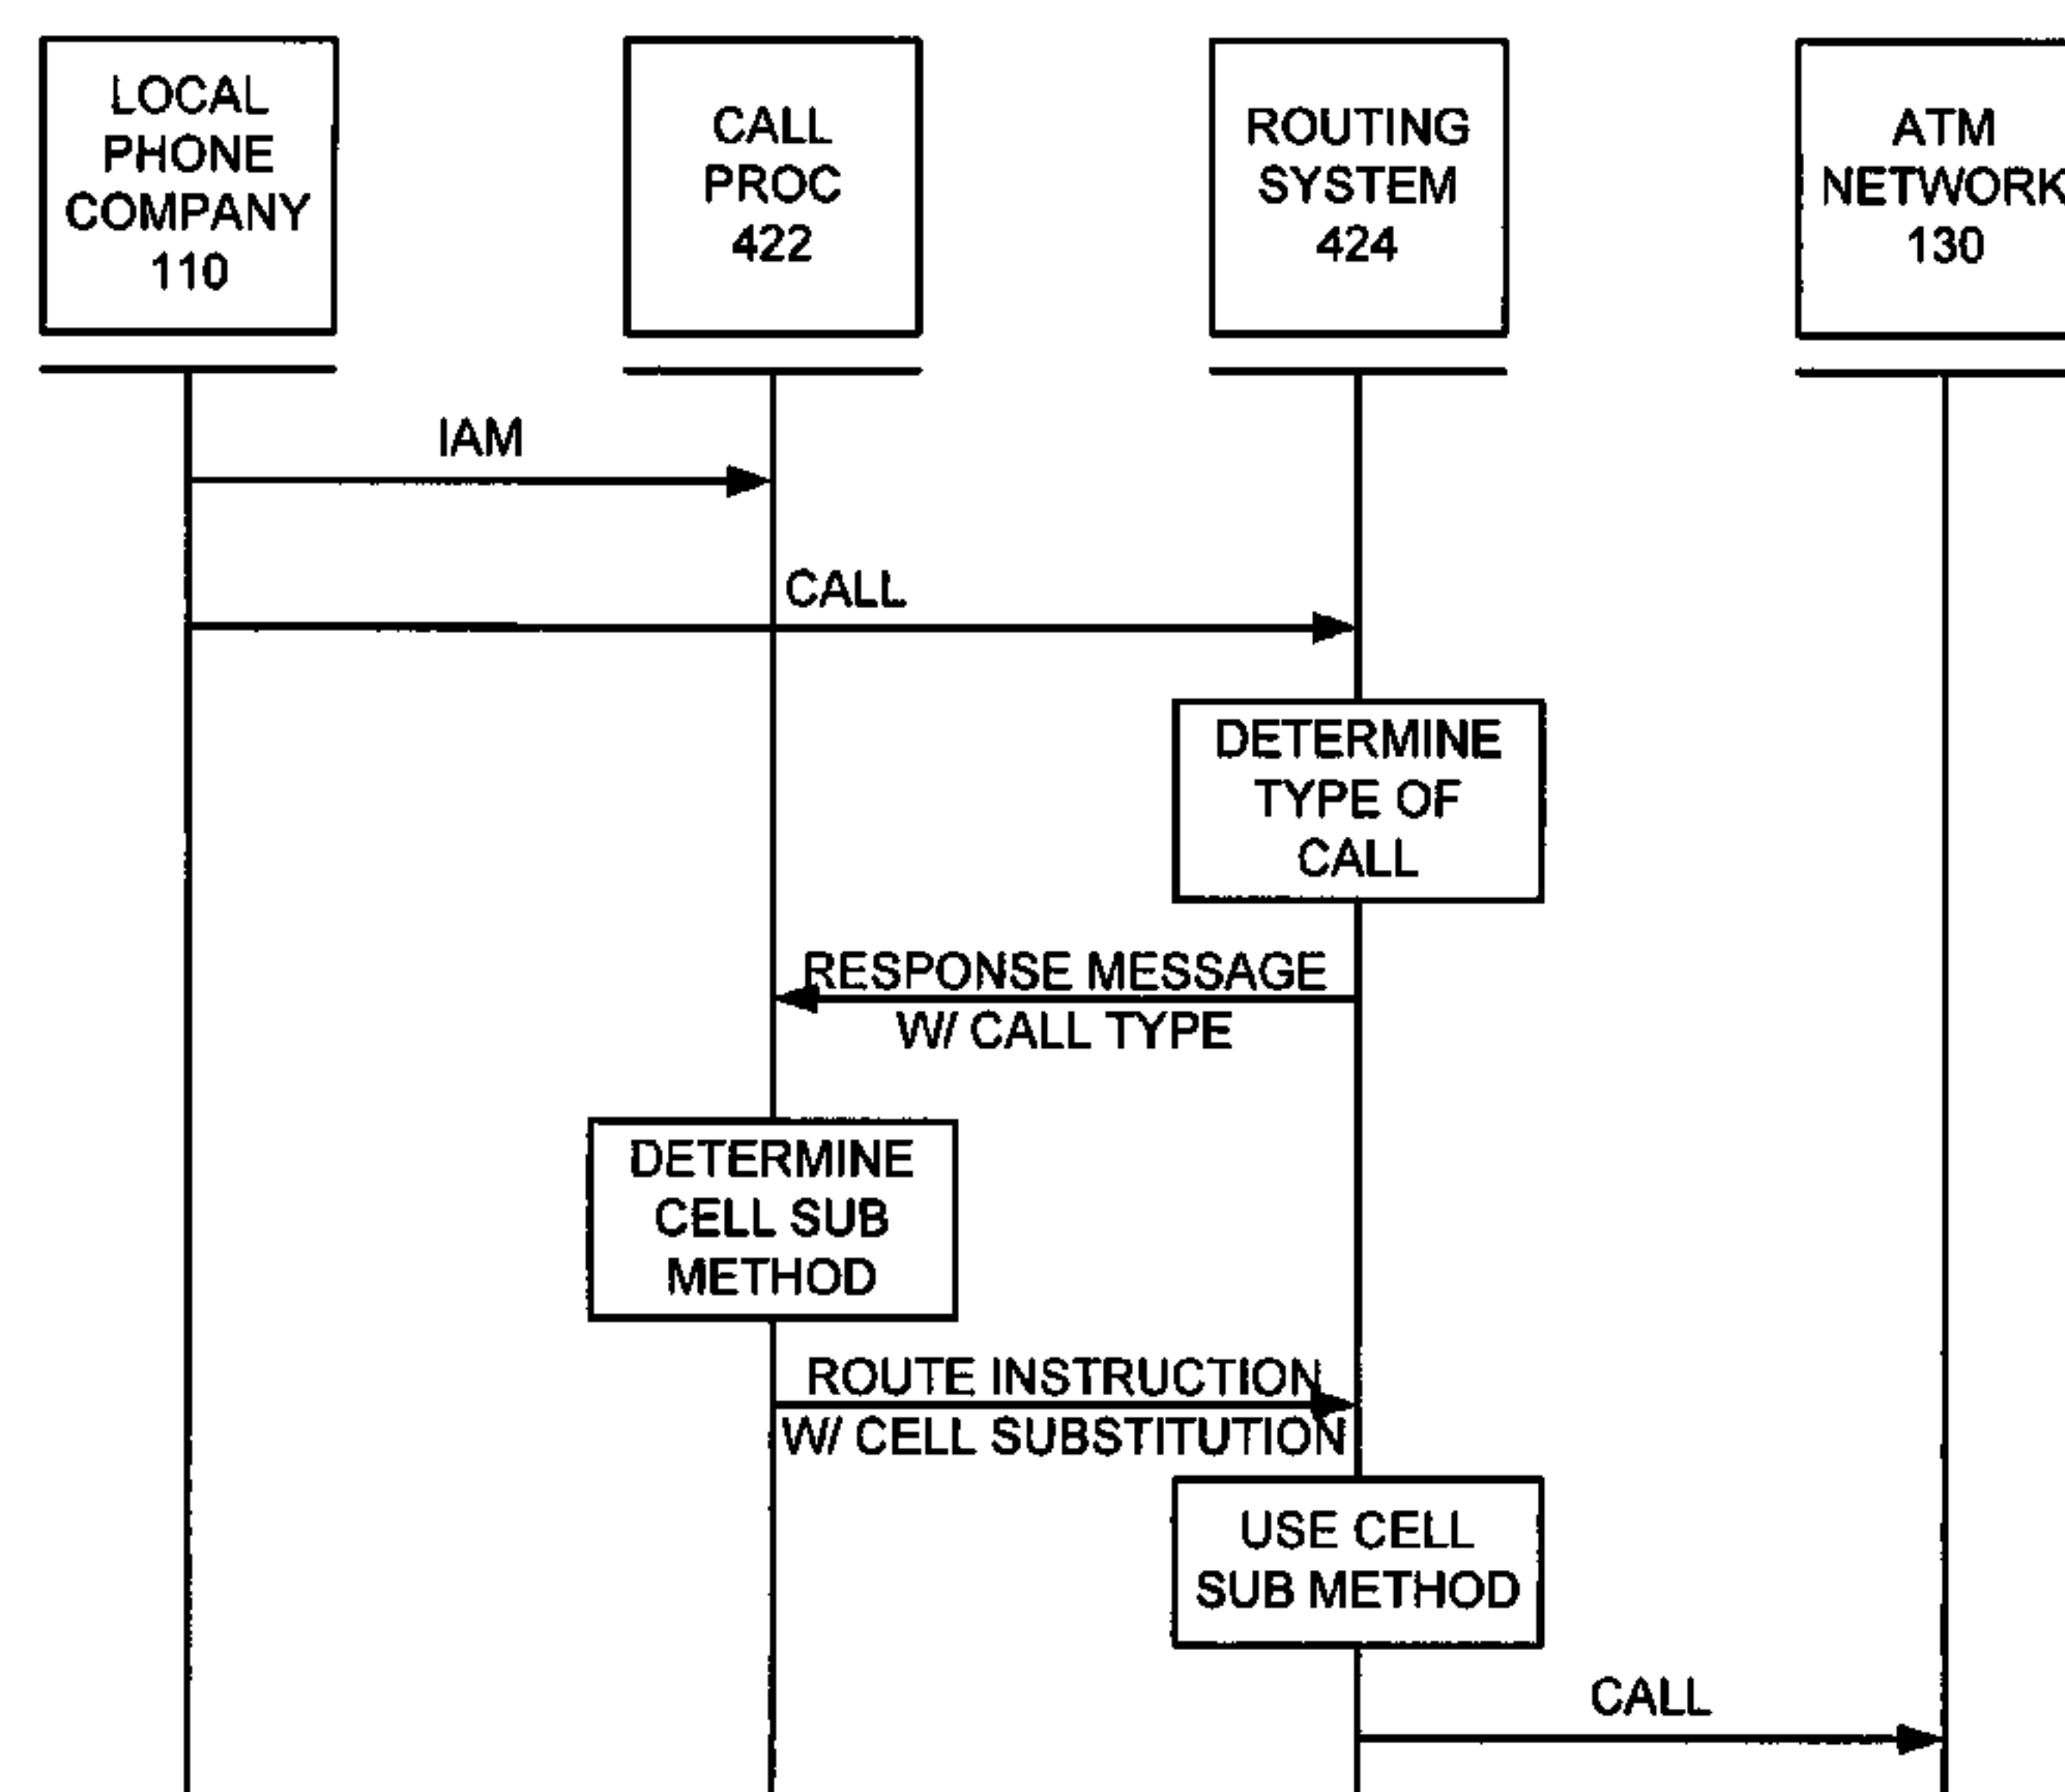 LOCAL
PHONE
COMPANY
110
CALL
PROC
422
ROUTING
SYSTEM
424
ATM
NETWORK
130
IAM
CALL
DETERMINE
TYPE OF
CALL
RESPONSE MESSAGE
W/ CALL TYPE
DETERMINE
CELL SUB
METHOD
ROUTE INSTRUCTION
W/ CELL SUBSTITUTION
USE CELL
SUB METHOD
CALL